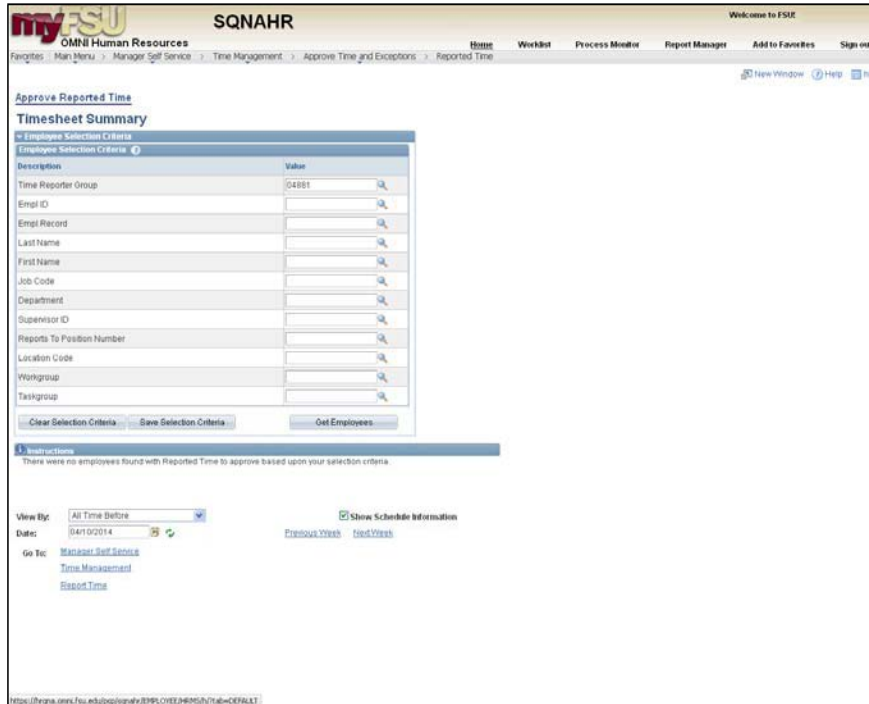 myFSU
SQNAHR
Welcome to FSU!
OMNI Human Resources
Home Worklist Process Monitor Report Manager Add to Favorites Sign out
Favorites Main Menu > Manager Self Service > Time Management > Approve Time and Exceptions > Reported Time
New Window Help
Approve Reported Time
Timesheet Summary
Employee Selection Criteria
Employee Selection Criteria
Description Value
Time Reporter Group 04881
Empl ID
Empl Record
Last Name
First Name
Job Code
Department
Supervisor ID
Reports To Position Number
Location Code
Workgroup
Taskgroup
Clear Selection Criteria Save Selection Criteria Get Employees
Instructions
There were no employees found with Reported Time to approve based upon your selection criteria.
View By: All Time Before Show Schedule Information
Date: 04/10/2014 Previous Week Next Week
Go To: Manager Self Service
Time Management
Report Time